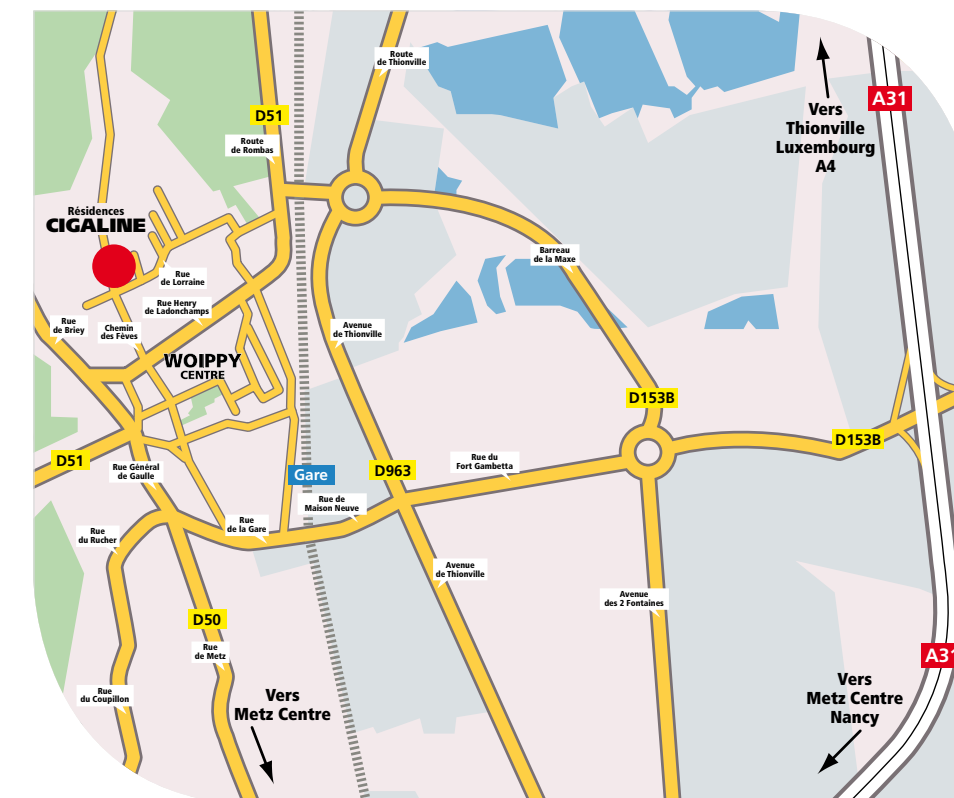 Route
de Thionville
A31
Vers
Thionville
Luxembourg
A4
D51
Route
de Rombas
Résidences
CIGALINE
Barreau
de la Maxe
Rue
de Lorraine
Rue Henry
de Ladonchamps
Rue
de Briey
Chemin
des Fêves
Avenue
de Thionville
WOIPPY
CENTRE
D153B
D153B
D51
Rue Général
de Gaulle
Gare
D963
Rue du
Fort Gambetta
Rue de
Maison Neuve
Rue
de la Gare
Rue
du Rucher
Avenue
de Thionville
Avenue
des 2 Fontaines
D50
Rue
de Metz
A31
Rue
du Coupillon
Vers
Metz Centre
Vers
Metz Centre
Nancy